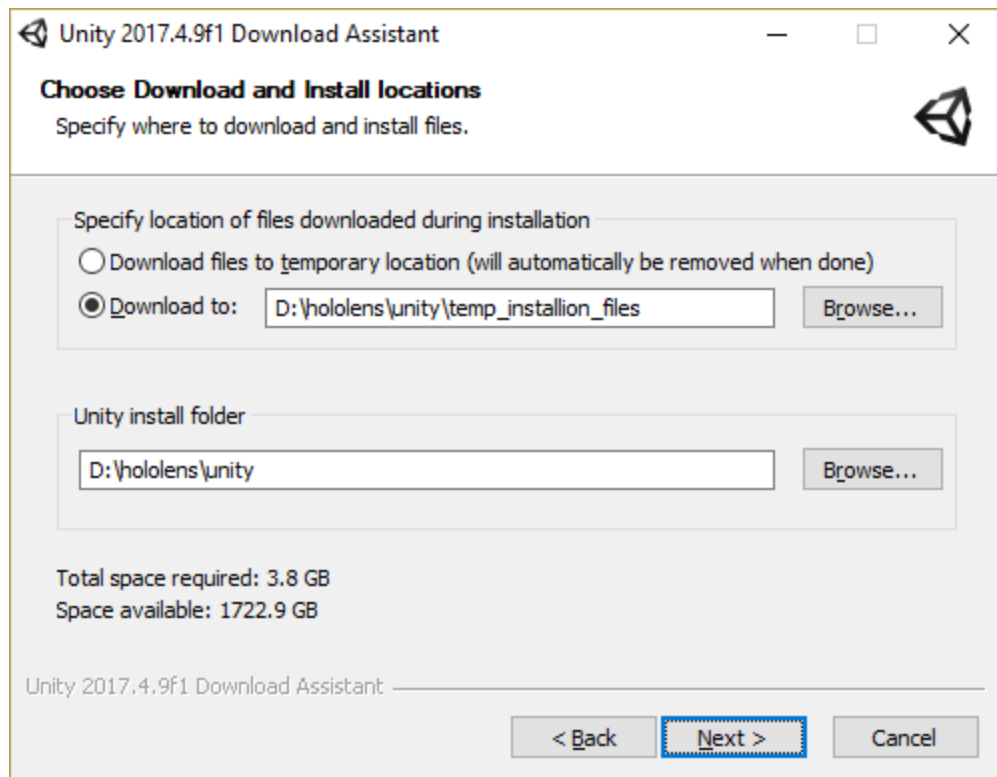 Unity 2017.4.9f1 Download Assistant
Choose Download and Install locations
Specify where to download and install files.
Specify location of files downloaded during installation
Download files to temporary location (will automatically be removed when done)
Download to: D:\hololens\unity\temp_installion_files Browse...
Unity install folder
D:\hololens\unity Browse...
Total space required: 3.8 GB
Space available: 1722.9 GB
Unity 2017.4.9f1 Download Assistant
< Back Next > Cancel